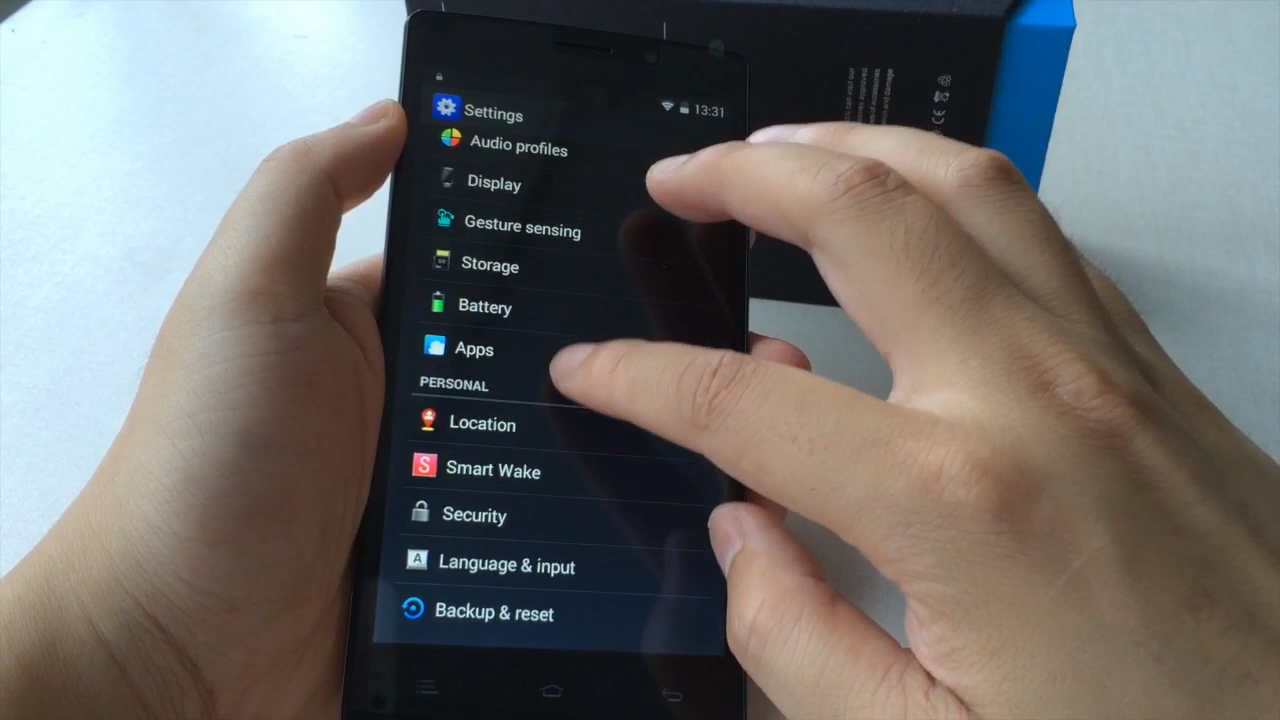 13:31
Settings
Audio profiles
Display
Gesture sensing
Storage
Battery
Apps
PERSONAL
Location
S
Smart Wake
Security
A
Language & input
Backup & reset
CE